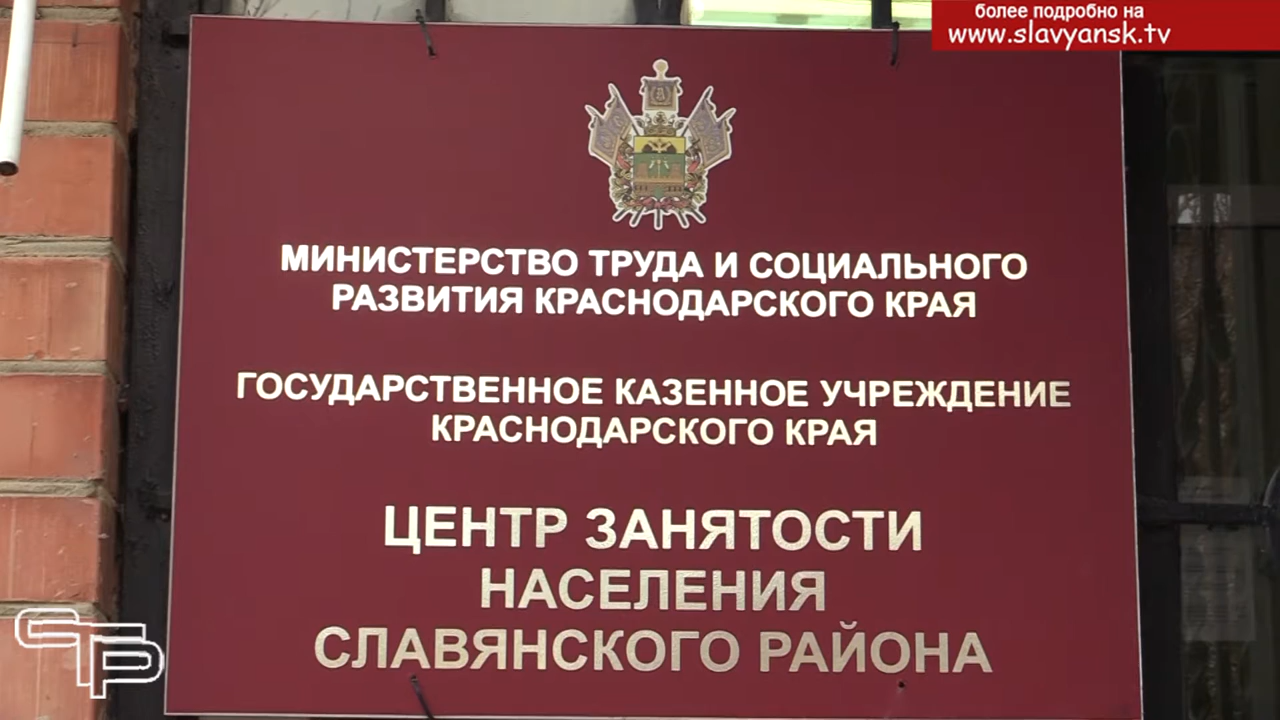 более подробно на
www.slavyansk.tv
МИНИСТЕРСТВО ТРУДА И СОЦИАЛЬНОГО
РАЗВИТИЯ КРАСНОДАРСКОГО КРАЯ
ГОСУДАРСТВЕННОЕ КАЗЕННОЕ УЧРЕЖДЕНИЕ
КРАСНОДАРСКОГО КРАЯ
ЦЕНТР ЗАНЯТОСТИ
НАСЕЛЕНИЯ
СЛАВЯНСКОГО РАЙОНА
СТР